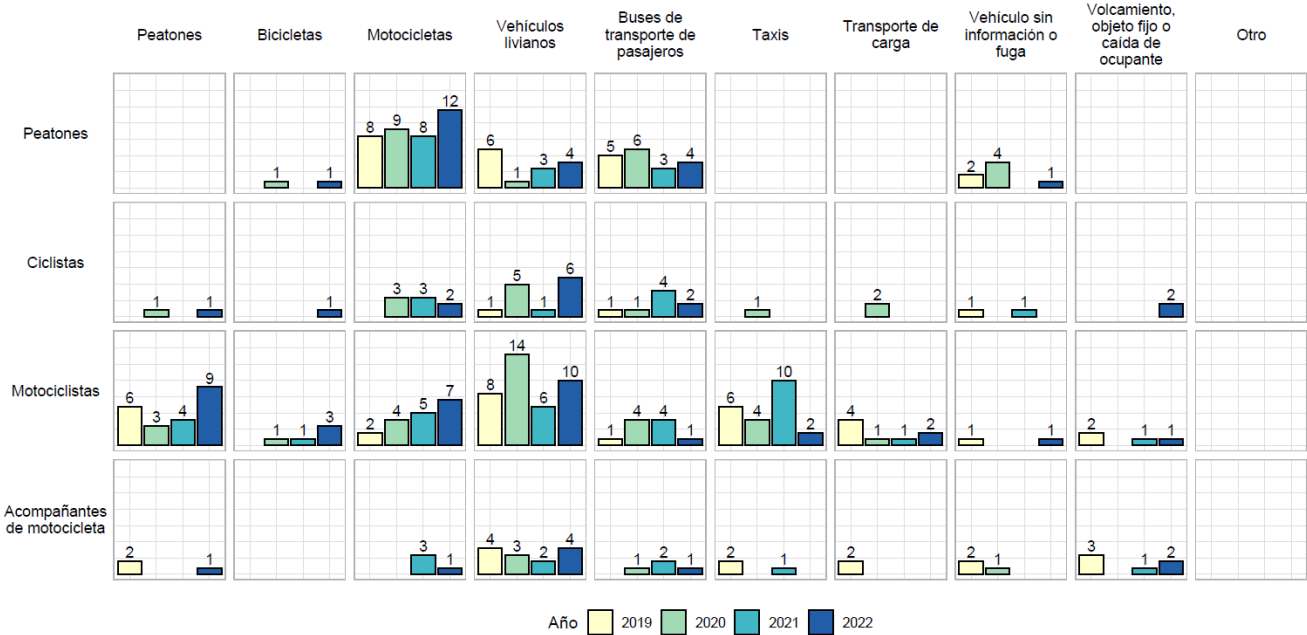 Peatones
Bicicletas
Motocicletas
Vehículos
livianos
Buses de
transporte de
pasajeros
Taxis
Transporte de
carga
Vehículo sin
información o
fuga
Volcamiento,
objeto fijo o
caída de
ocupante
Otro
Peatones
1 1
8 9 8 12
6 1 3 4
5 6 3 4
2 4 1
Ciclistas
1 1
1
3 3 2
1 5 1 6
1 1 4 2
1
2
1 1
2
Motociclistas
6 3 4 9
1 1 3
2 4 5 7
8 14 6 10
1 4 4 1
6 4 10 2
4 1 1 2
1 1
2 1 1
Acompañantes
de motocicleta
2 1
3 1
4 3 2 4
1 2 1
2 1
2
2 1
3 1 2
Año 2019 2020 2021 2022